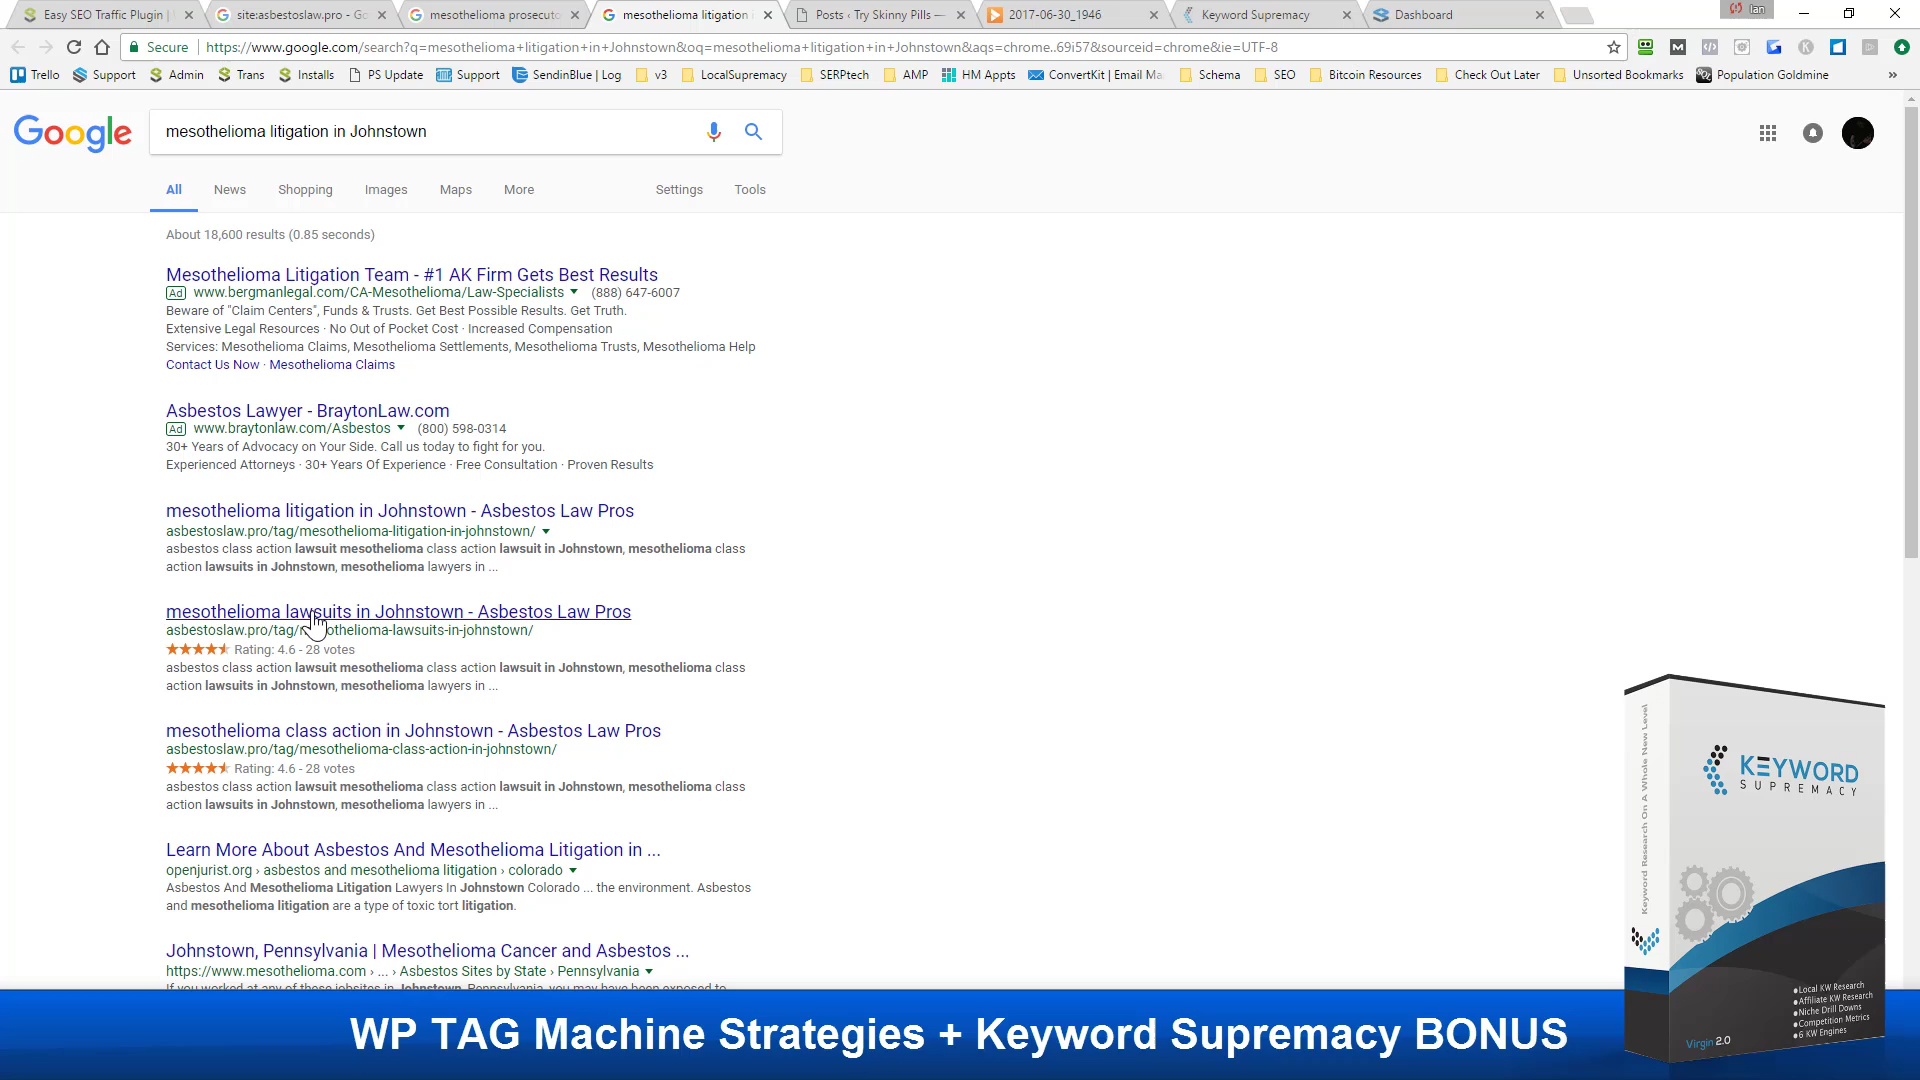 Easy SEO Traffic Plugin |
site:asbestoslaw.pro - Go
mesothelioma prosecuto
mesothelioma litigation i
Posts ‹ Try Skinny Pills —
2017-06-30_1946
Keyword Supremacy
Dashboard
Ian
Secure
https://www.google.com/search?q=mesothelioma+litigation+in+Johnstown&oq=mesothelioma+litigation+in+Johnstown&aqs=chrome..69i57&sourceid=chrome&ie=UTF-8
Trello Support Admin Trans Installs PS Update Support SendinBlue | Log v3 LocalSupremacy SERPtech AMP HM Appts ConvertKit | Email Ma Schema SEO Bitcoin Resources Check Out Later Unsorted Bookmarks Population Goldmine »
Google
mesothelioma litigation in Johnstown
All News Shopping Images Maps More Settings Tools
About 18,600 results (0.85 seconds)
Mesothelioma Litigation Team - #1 AK Firm Gets Best Results
Ad www.bergmanlegal.com/CA-Mesothelioma/Law-Specialists (888) 647-6007
Beware of "Claim Centers", Funds & Trusts. Get Best Possible Results. Get Truth.
Extensive Legal Resources · No Out of Pocket Cost · Increased Compensation
Services: Mesothelioma Claims, Mesothelioma Settlements, Mesothelioma Trusts, Mesothelioma Help
Contact Us Now · Mesothelioma Claims
Asbestos Lawyer - BraytonLaw.com
Ad www.braytonlaw.com/Asbestos (800) 598-0314
30+ Years of Advocacy on Your Side. Call us today to fight for you.
Experienced Attorneys · 30+ Years Of Experience · Free Consultation · Proven Results
mesothelioma litigation in Johnstown - Asbestos Law Pros
asbestoslaw.pro/tag/mesothelioma-litigation-in-johnstown/
asbestos class action lawsuit mesothelioma class action lawsuit in Johnstown, mesothelioma class
action lawsuits in Johnstown, mesothelioma lawyers in ...
mesothelioma lawsuits in Johnstown - Asbestos Law Pros
asbestoslaw.pro/tag/ othelioma-lawsuits-in-johnstown/
Rating: 4.6 - 28 votes
asbestos class action lawsuit mesothelioma class action lawsuit in Johnstown, mesothelioma class
action lawsuits in Johnstown, mesothelioma lawyers in ...
mesothelioma class action in Johnstown - Asbestos Law Pros
asbestoslaw.pro/tag/mesothelioma-class-action-in-johnstown/
Rating: 4.6 - 28 votes
asbestos class action lawsuit mesothelioma class action lawsuit in Johnstown, mesothelioma class
action lawsuits in Johnstown, mesothelioma lawyers in ...
Learn More About Asbestos And Mesothelioma Litigation in ...
openjurist.org › asbestos and mesothelioma litigation › colorado
Asbestos And Mesothelioma Litigation Lawyers In Johnstown Colorado ... the environment. Asbestos
and mesothelioma litigation are a type of toxic tort litigation.
Johnstown, Pennsylvania | Mesothelioma Cancer and Asbestos ...
https://www.mesothelioma.com › ... › Asbestos Sites by State › Pennsylvania
If you worked at any of these jobsites in Johnstown, Pennsylvania, you may have been exposed to
Keyword Research On A Whole New Level
KEYWORD
SUPREMACY
Local KW Research
Affiliate KW Research
Niche Drill Downs
Competition Metrics
6 KW Engines
Virgin 2.0
WP TAG Machine Strategies + Keyword Supremacy BONUS